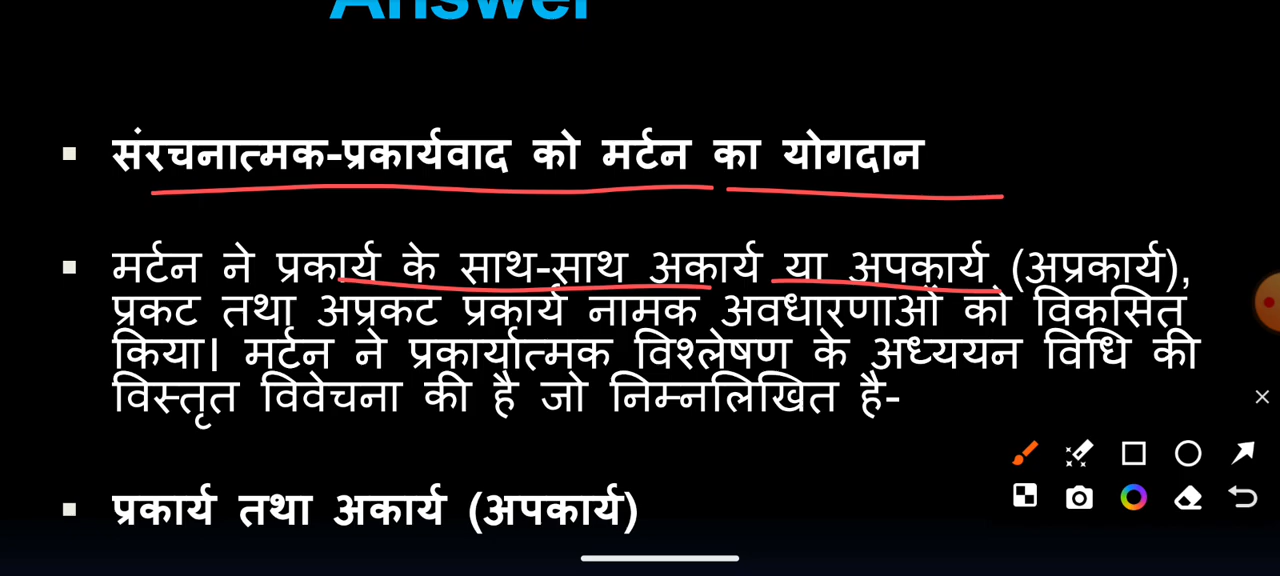 Answer
संरचनात्मक-प्रकार्यवाद को मर्टन का योगदान
मर्टन ने प्रकार्य के साथ-साथ अकार्य या अपकार्य (अप्रकार्य),
प्रकट तथा अप्रकट प्रकार्य नामक अवधारणाओं को विकसित
किया। मर्टन ने प्रकार्यात्मक विश्लेषण के अध्ययन विधि की
विस्तृत विवेचना की है जो निम्नलिखित है-
प्रकार्य तथा अकार्य (अपकार्य)